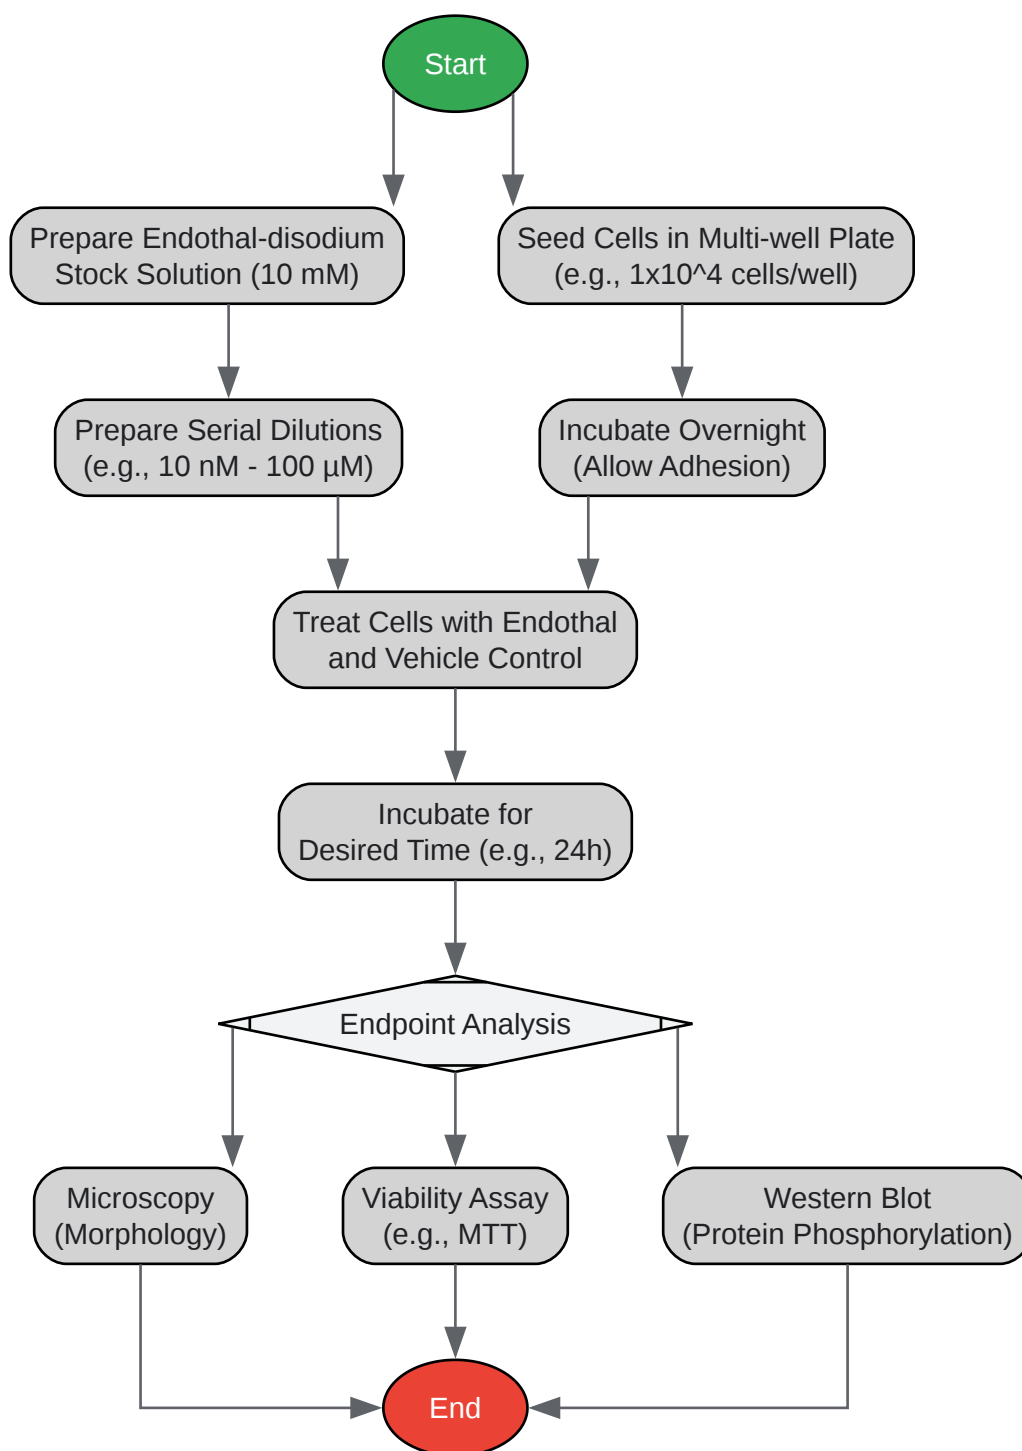 Start
Prepare Endothal-disodium
Stock Solution (10 mM)
Seed Cells in Multi-well Plate
(e.g., 1x10^4 cells/well)
Prepare Serial Dilutions
(e.g., 10 nM - 100 µM)
Incubate Overnight
(Allow Adhesion)
Treat Cells with Endothal
and Vehicle Control
Incubate for
Desired Time (e.g., 24h)
Endpoint Analysis
Microscopy
(Morphology)
Viability Assay
(e.g., MTT)
Western Blot
(Protein Phosphorylation)
End